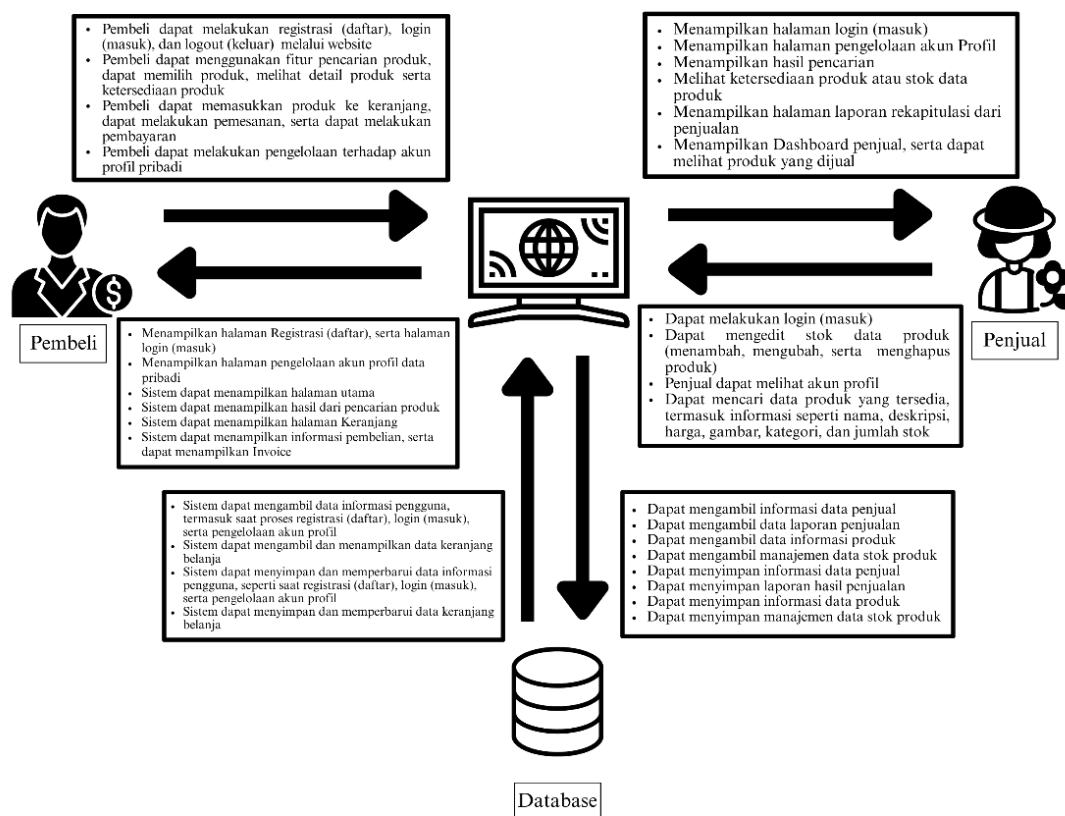 • Pembeli dapat melakukan registrasi (daftar), login
(masuk), dan logout (keluar) melalui website
• Pembeli dapat menggunakan fitur pencarian produk,
dapat memilih produk, melihat detail produk serta
ketersediaan produk
• Pembeli dapat memasukkan produk ke keranjang,
dapat melakukan pemesanan, serta dapat melakukan
pembayaran
• Pembeli dapat melakukan pengelolaan terhadap akun
profil pribadi
• Menampilkan halaman login (masuk)
• Menampilkan halaman pengelolaan akun Profil
• Menampilkan hasil pencarian
• Melihat ketersediaan produk atau stok data
produk
• Menampilkan halaman laporan rekapitulasi dari
penjualan
• Menampilkan Dashboard penjual, serta dapat
melihat produk yang dijual
$
Pembeli
Penjual
• Menampilkan halaman Registrasi (daftar), serta halaman
login (masuk)
• Menampilkan halaman pengelolaan akun profil data
pribadi
• Sistem dapat menampilkan halaman utama
• Sistem dapat menampilkan hasil dari pencarian produk
• Sistem dapat menampilkan halaman Keranjang
• Sistem dapat menampilkan informasi pembelian, serta
dapat menampilkan Invoice
• Dapat melakukan login (masuk)
• Dapat mengedit stok data produk
(menambah, mengubah, serta menghapus
produk)
• Penjual dapat melihat akun profil
• Dapat mencari data produk yang tersedia,
termasuk informasi seperti nama, deskripsi,
harga, gambar, kategori, dan jumlah stok
• Sistem dapat mengambil data informasi pengguna,
termasuk saat proses registrasi (daftar), login (masuk),
serta pengelolaan akun profil
• Sistem dapat mengambil dan menampilkan data keranjang
belanja
• Sistem dapat menyimpan dan memperbarui data informasi
pengguna, seperti saat registrasi (daftar), login (masuk),
serta pengelolaan akun profil
• Sistem dapat menyimpan dan memperbarui data keranjang
belanja
• Dapat mengambil informasi data penjual
• Dapat mengambil data laporan penjualan
• Dapat mengambil data informasi produk
• Dapat mengambil manajemen data stok produk
• Dapat menyimpan informasi data penjual
• Dapat menyimpan laporan hasil penjualan
• Dapat menyimpan informasi data produk
• Dapat menyimpan manajemen data stok produk
Database